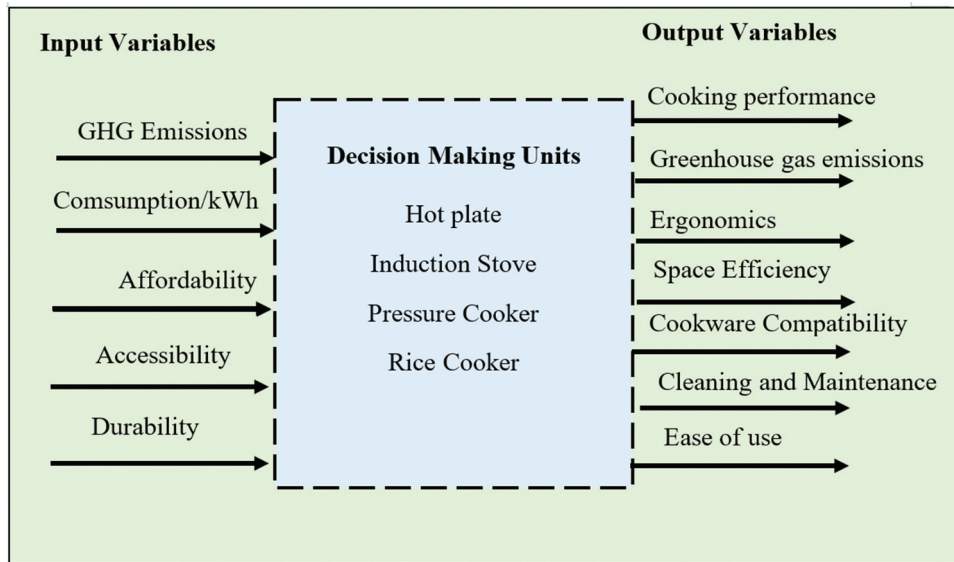 Input Variables
GHG Emissions
Comsumption/kWh
Affordability
Accessibility
Durability
Decision Making Units
Hot plate
Induction Stove
Pressure Cooker
Rice Cooker
Output Variables
Cooking performance
Greenhouse gas emissions
Ergonomics
Space Efficiency
Cookware Compatibility
Cleaning and Maintenance
Ease of use